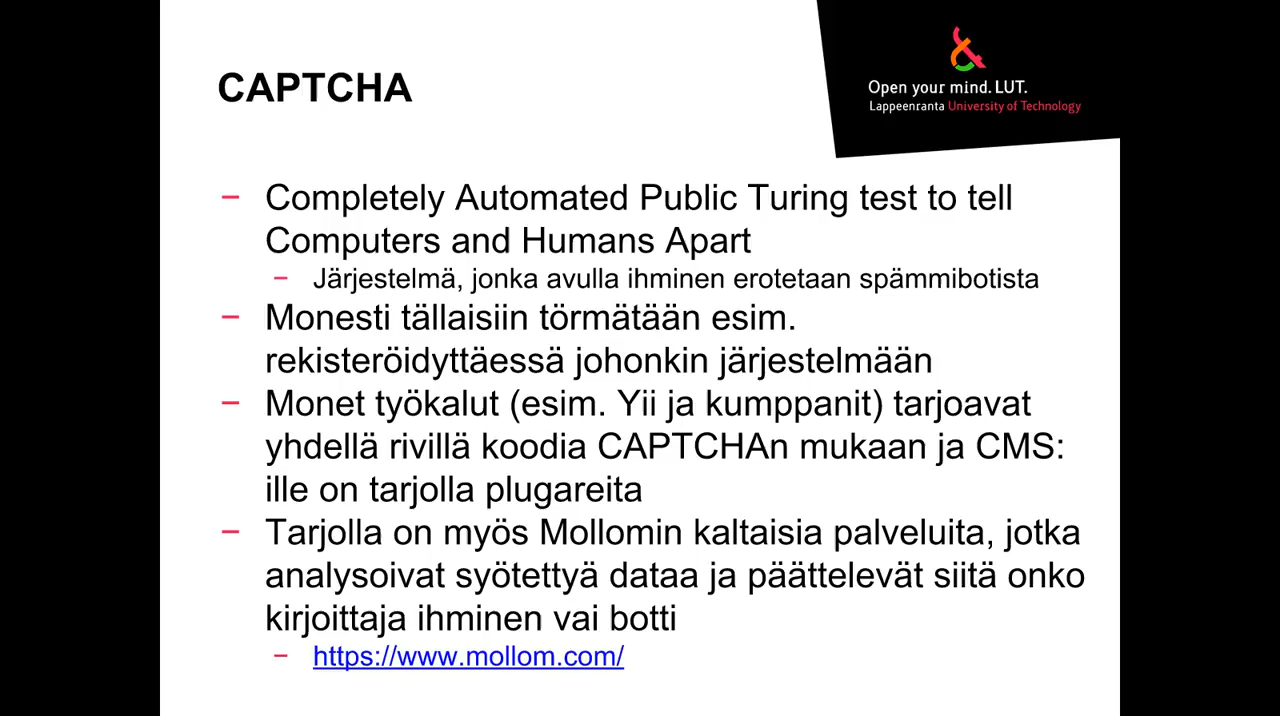 CAPTCHA
Open your mind. LUT.
Lappeenranta University of Technology
− Completely Automated Public Turing test to tell
Computers and Humans Apart
− Järjestelmä, jonka avulla ihminen erotetaan spämmibotista
− Monesti tällaisiin törmätään esim.
rekisteröidyttäessä johonkin järjestelmään
− Monet työkalut (esim. Yii ja kumppanit) tarjoavat
yhdellä rivillä koodia CAPTCHAn mukaan ja CMS:
ille on tarjolla plugareita
− Tarjolla on myös Mollomin kaltaisia palveluita, jotka
analysoivat syötettyä dataa ja päättelevät siitä onko
kirjoittaja ihminen vai botti
− https://www.mollom.com/